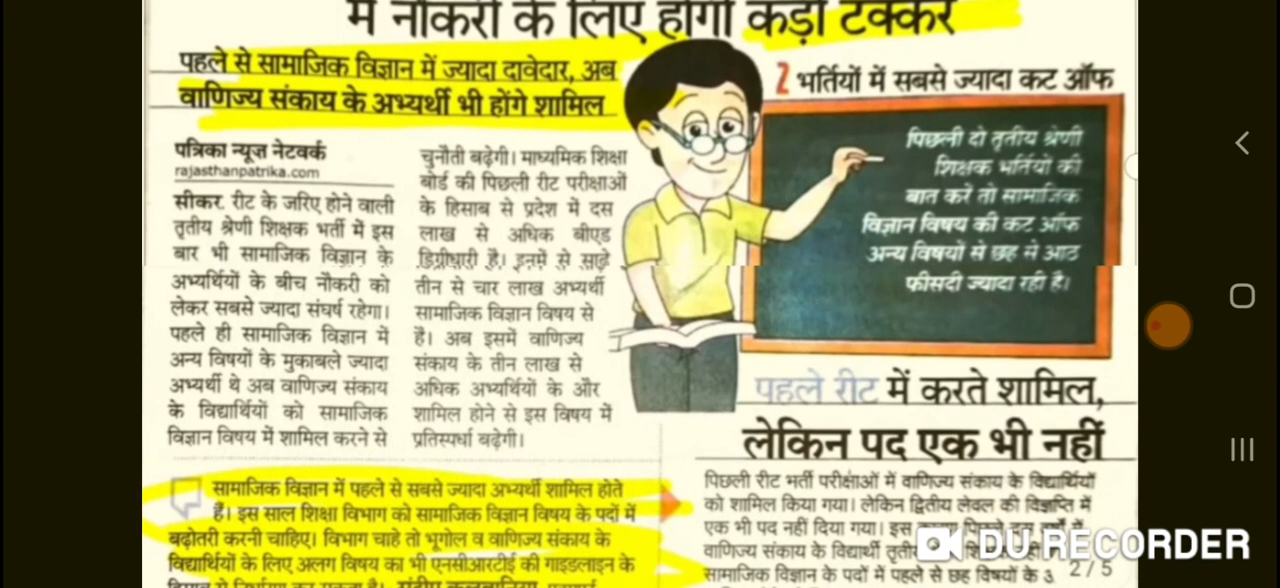 में नौकरी के लिए होगी कड़ी टक्कर
पहले से सामाजिक विज्ञान में ज्यादा दावेदार, अब
वाणिज्य संकाय के अभ्यर्थी भी होंगे शामिल
पत्रिका न्यूज नेटवर्क
rajasthanpatrika.com
सीकर. रीट के जरिए होने वाली
तृतीय श्रेणी शिक्षक भर्ती में इस
बार भी सामाजिक विज्ञान के
अभ्यर्थियों के बीच नौकरी को
लेकर सबसे ज्यादा संघर्ष रहेगा।
पहले ही सामाजिक विज्ञान में
अन्य विषयों के मुकाबले ज्यादा
अभ्यर्थी थे अब वाणिज्य संकाय
के विद्यार्थियों को सामाजिक
विज्ञान विषय में शामिल करने से
चुनौती बढ़ेगी। माध्यमिक शिक्षा
बोर्ड की पिछली रीट परीक्षाओं
के हिसाब से प्रदेश में दस
लाख से अधिक बीएड
डिग्रीधारी है। इनमें से साढ़े
तीन से चार लाख अभ्यर्थी
सामाजिक विज्ञान विषय से
है। अब इसमें वाणिज्य
संकाय के तीन लाख से
अधिक अभ्यर्थियों के और
शामिल होने से इस विषय में
प्रतिस्पर्धा बढ़ेगी।
2 भर्तियों में सबसे ज्यादा कट ऑफ
पिछली दो तृतीय श्रेणी
शिक्षक भर्तियों की
बात करें तो सामाजिक
विज्ञान विषय की कट ऑफ
अन्य विषयों से छह से आठ
फीसदी ज्यादा रही है।
पहले रीट में करते शामिल,
लेकिन पद एक भी नहीं
पिछली रीट भर्ती परीक्षाओं में वाणिज्य संकाय के विद्यार्थियों
को शामिल किया गया। लेकिन द्वितीय लेवल की विज्ञप्ति में
एक भी पद नहीं दिया गया। इस
वाणिज्य संकाय के विद्यार्थी
सामाजिक विज्ञान के पदों में पहले से छह विषयों के
सामाजिक विज्ञान में पहले से सबसे ज्यादा अभ्यर्थी शामिल होते
हैं। इस साल शिक्षा विभाग को सामाजिक विज्ञान विषय के पदों में
बढ़ोतरी करनी चाहिए। विभाग चाहे तो भूगोल व वाणिज्य संकाय के
विद्यार्थियों के लिए अलग विषय का भी एनसीआरटीई की गाइडलाइन के
DU RECORDER
2/5